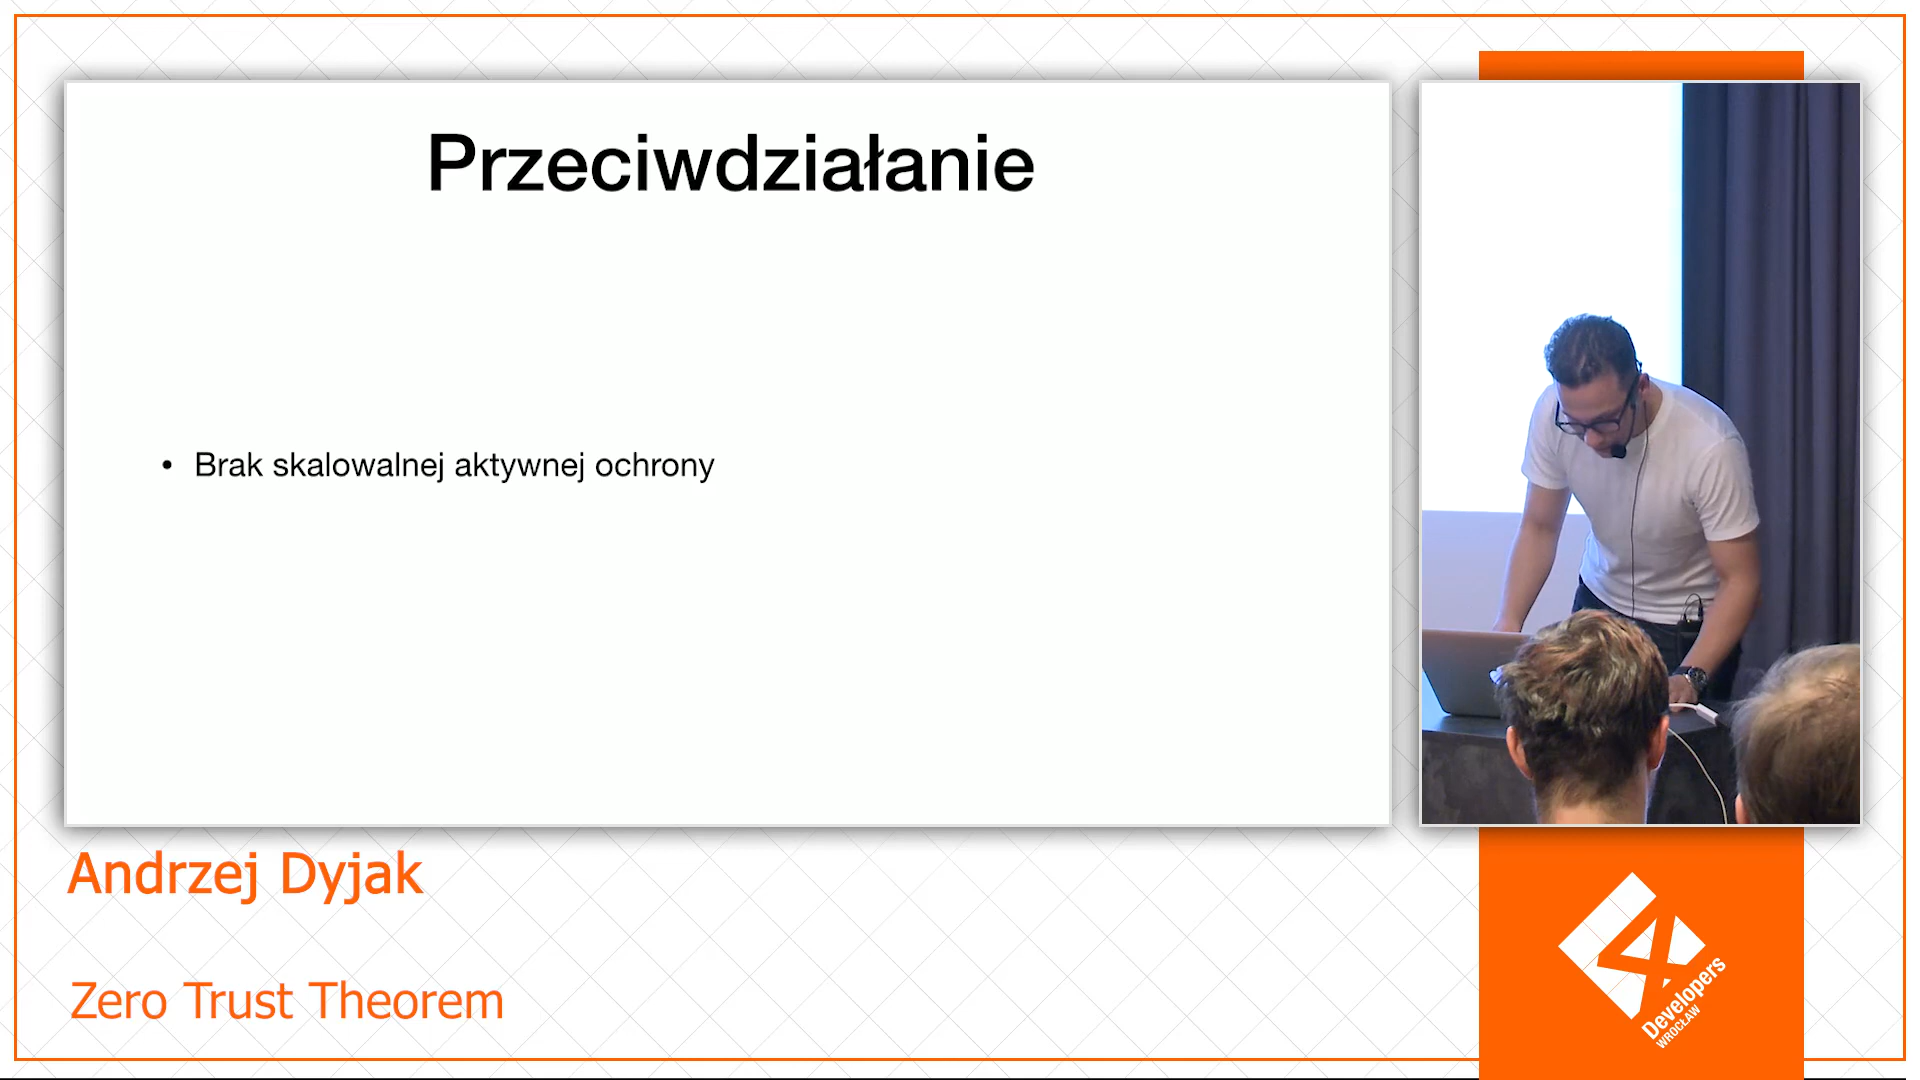 Przeciwdziałanie
• Brak skalowalnej aktywnej ochrony
Andrzej Dyjak
Zero Trust Theorem
4
Developers
WROCŁAW